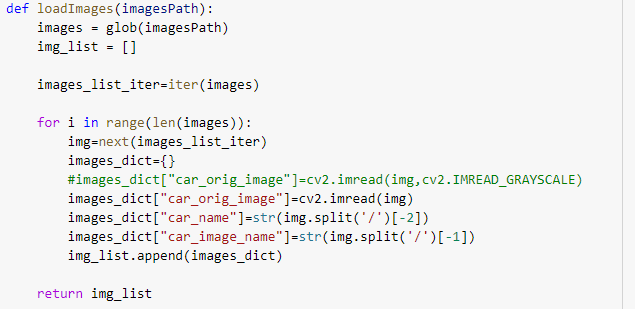 def loadImages(imagesPath):
    images = glob(imagesPath)
    img_list = []

    images_list_iter=iter(images)

    for i in range(len(images)):
        img=next(images_list_iter)
        images_dict={}
        #images_dict["car_orig_image"]=cv2.imread(img,cv2.IMREAD_GRAYSCALE)
        images_dict["car_orig_image"]=cv2.imread(img)
        images_dict["car_name"]=str(img.split('/')[-2])
        images_dict["car_image_name"]=str(img.split('/')[-1])
        img_list.append(images_dict)

    return img_list